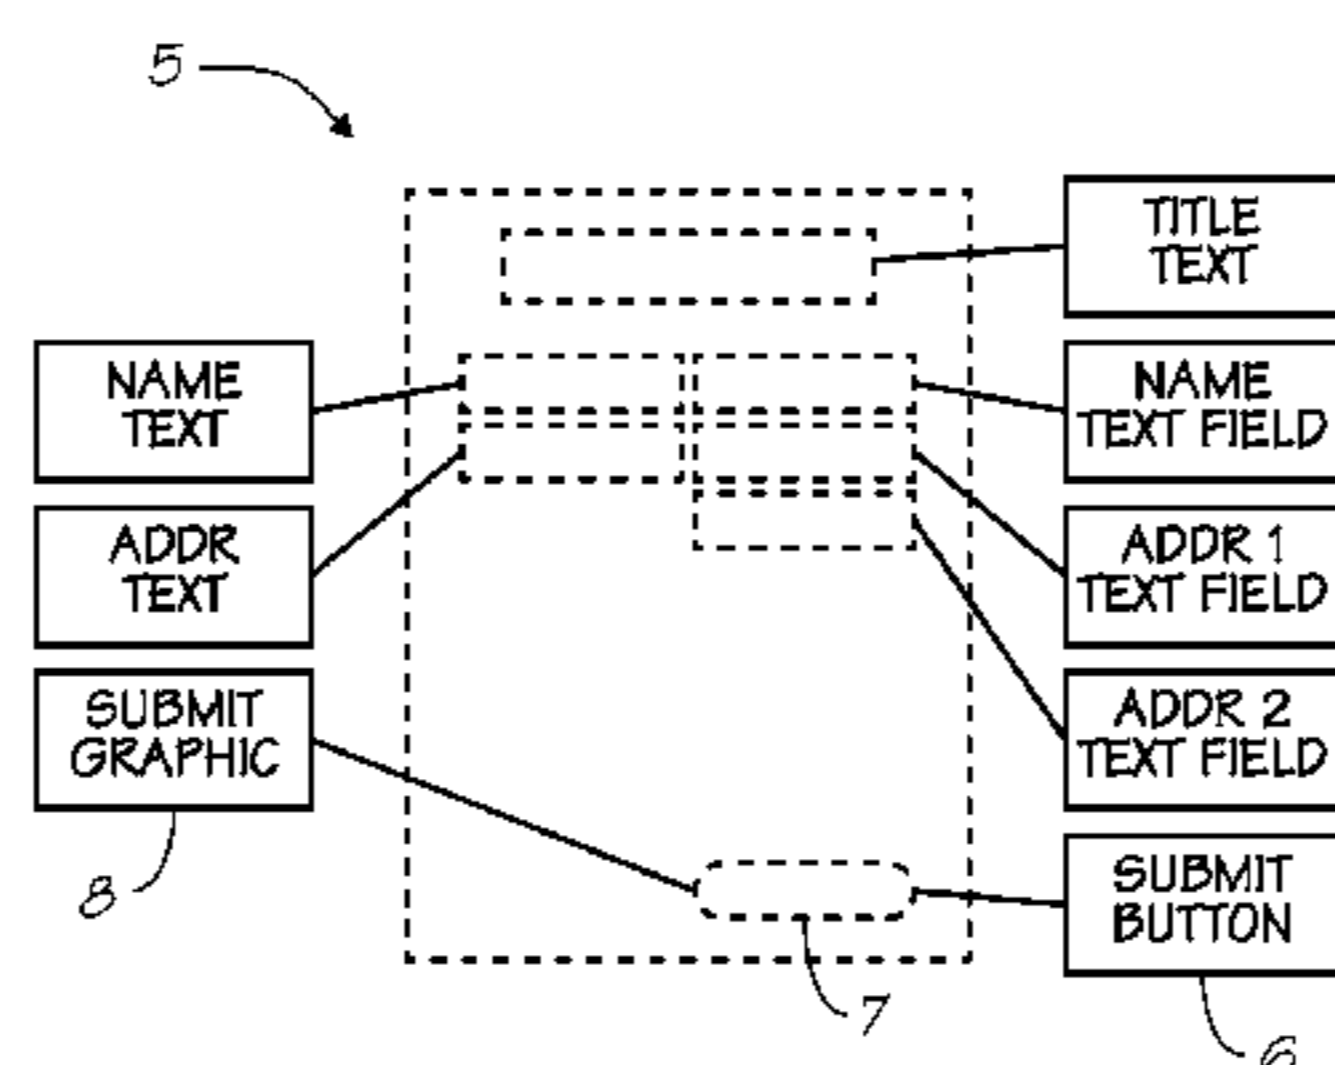 5
TITLE
TEXT
NAME
TEXT
NAME
TEXT FIELD
ADDR
TEXT
ADDR 1
TEXT FIELD
SUBMIT
GRAPHIC
ADDR 2
TEXT FIELD
8
SUBMIT
BUTTON
7
6